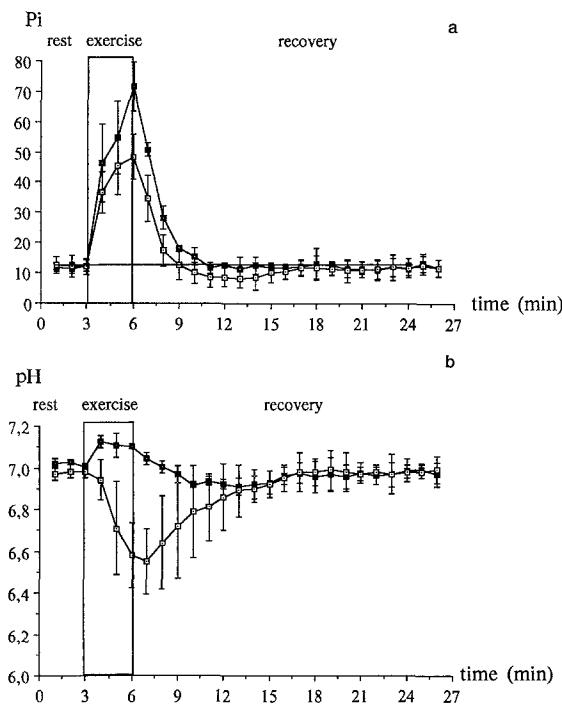 Pi
a
rest exercise recovery
80
70
60
50
40
30
20
10
0
0 3 6 9 12 15 18 21 24 27
time (min)
b
pH
rest exercise recovery
7,2
7,0
6,8
6,6
6,4
6,2
6,0
0 3 6 9 12 15 18 21 24 27
time (min)